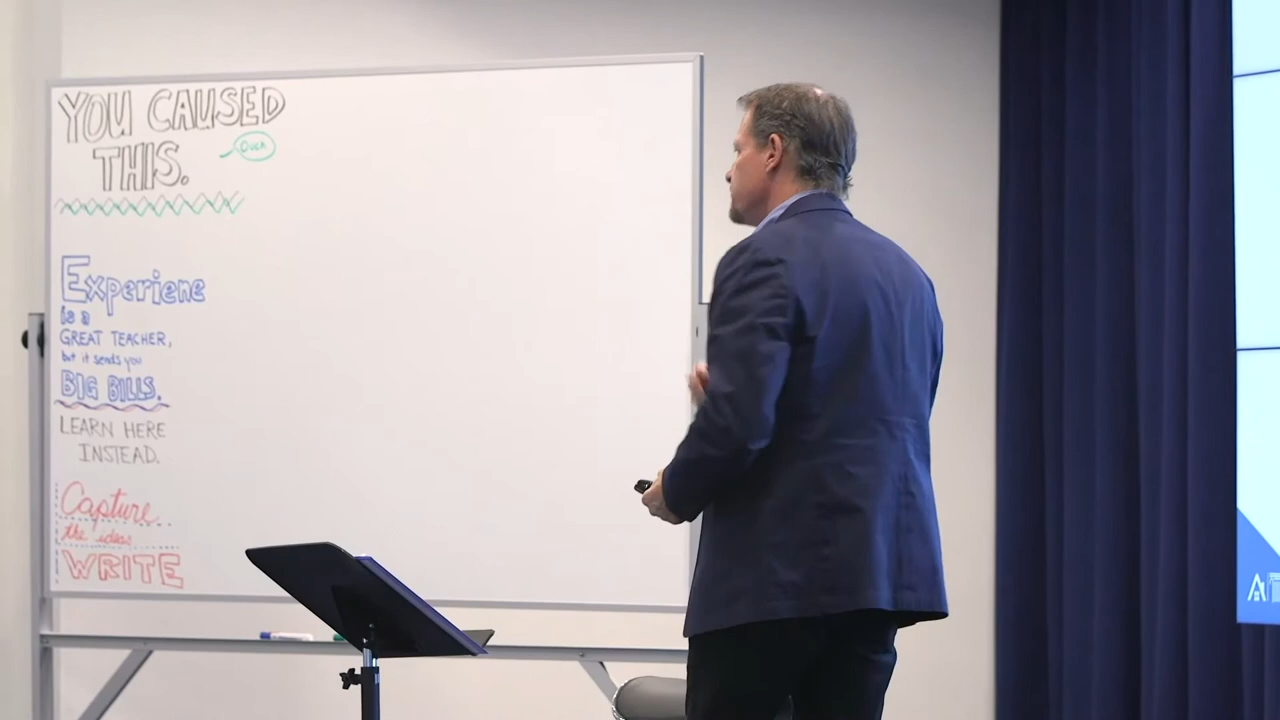 YOU CAUSED
THIS.
Ouch
Experiene
is a
GREAT TEACHER,
but it sends you
BIG BILLS.
LEARN HERE
INSTEAD.
Capture
the ideas
WRITE